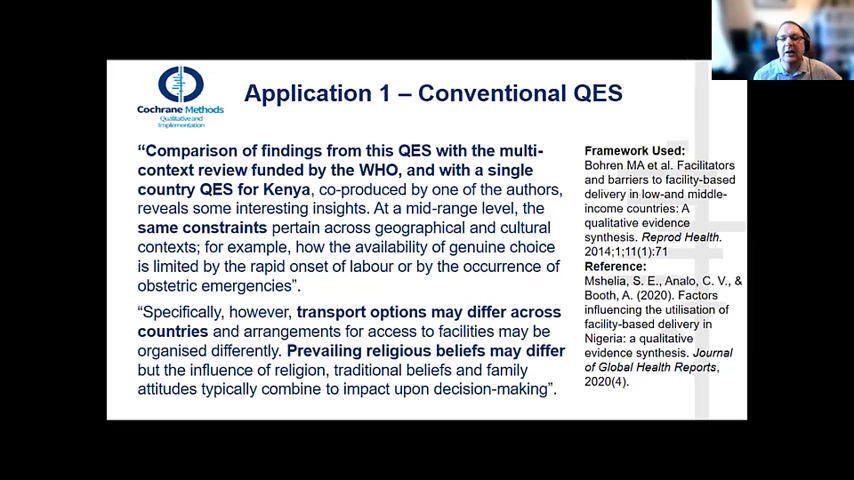 Cochrane Methods
Qualitative and
Implementation
Application 1 – Conventional QES
“Comparison of findings from this QES with the multi-
context review funded by the WHO, and with a single
country QES for Kenya, co-produced by one of the authors,
reveals some interesting insights. At a mid-range level, the
same constraints pertain across geographical and cultural
contexts; for example, how the availability of genuine choice
is limited by the rapid onset of labour or by the occurrence of
obstetric emergencies”.
“Specifically, however, transport options may differ across
countries and arrangements for access to facilities may be
organised differently. Prevailing religious beliefs may differ
but the influence of religion, traditional beliefs and family
attitudes typically combine to impact upon decision-making”.
Framework Used:
Bohren MA et al. Facilitators
and barriers to facility-based
delivery in low-and middle-
income countries: A
qualitative evidence
synthesis. Reprod Health.
2014;1;11(1):71
Reference:
Mshelia, S. E., Analo, C. V., &
Booth, A. (2020). Factors
influencing the utilisation of
facility-based delivery in
Nigeria: a qualitative
evidence synthesis. Journal
of Global Health Reports,
2020(4).